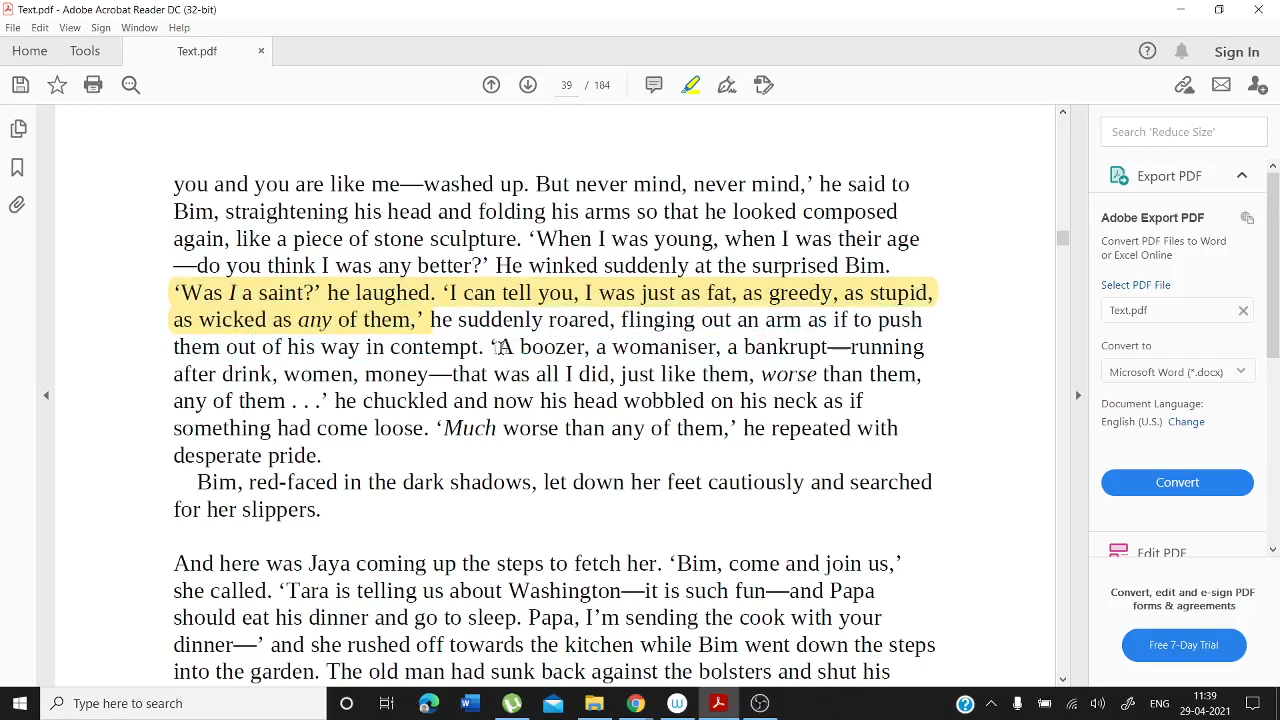 Text.pdf - Adobe Acrobat Reader DC (32-bit)
File Edit View Sign Window Help
Home Tools Text.pdf × Sign In
39 / 184
you and you are like me—washed up. But never mind, never mind,’ he said to
Bim, straightening his head and folding his arms so that he looked composed
again, like a piece of stone sculpture. ‘When I was young, when I was their age
—do you think I was any better?’ He winked suddenly at the surprised Bim.
‘Was I a saint?’ he laughed. ‘I can tell you, I was just as fat, as greedy, as stupid,
as wicked as any of them,’ he suddenly roared, flinging out an arm as if to push
them out of his way in contempt. ‘A boozer, a womaniser, a bankrupt—running
after drink, women, money—that was all I did, just like them, worse than them,
any of them . . .’ he chuckled and now his head wobbled on his neck as if
something had come loose. ‘Much worse than any of them,’ he repeated with
desperate pride.
Bim, red-faced in the dark shadows, let down her feet cautiously and searched
for her slippers.
And here was Jaya coming up the steps to fetch her. ‘Bim, come and join us,’
she called. ‘Tara is telling us about Washington—it is such fun—and Papa
should eat his dinner and go to sleep. Papa, I’m sending the cook with your
dinner—’ and she rushed off towards the kitchen while Bim went down the steps
into the garden. The old man had sunk back against the bolsters and shut his
Search 'Reduce Size'
Export PDF
Adobe Export PDF
Convert PDF Files to Word
or Excel Online
Select PDF File
Text.pdf
Convert to
Microsoft Word (*.docx)
Document Language:
English (U.S.) Change
Convert
Edit PDF
Convert, edit and e-sign PDF
forms & agreements
Free 7-Day Trial
Type here to search
ENG
11:39
29-04-2021